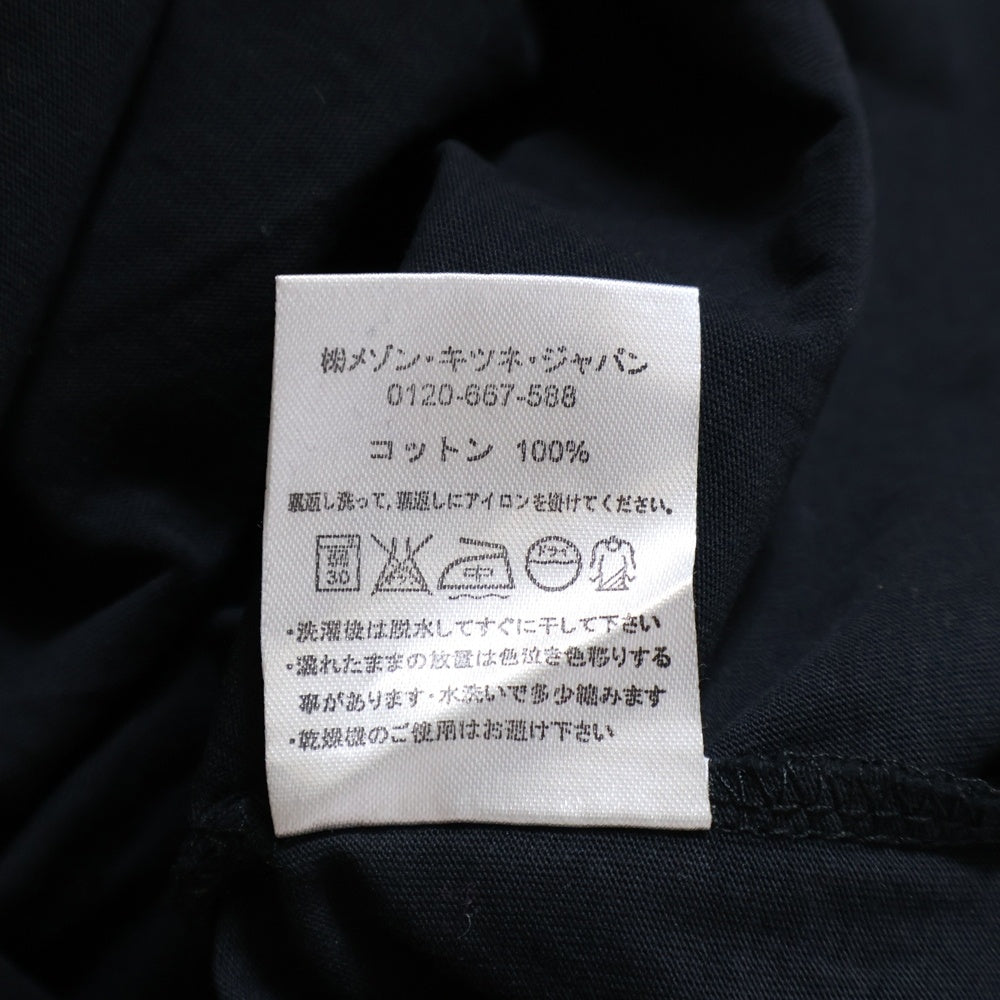 ㈱メゾン・キツネ・ジャパン
0120-667-588
コットン 100%
裏返し洗って,裏返しにアイロンを掛けてください。
弱
30
中
ドライ
・洗濯後は脱水してすぐに干して下さい
・濡れたままの放置は色泣き色移りする
事があります・水洗いで多少縮みます
・乾燥機のご使用はお避け下さい